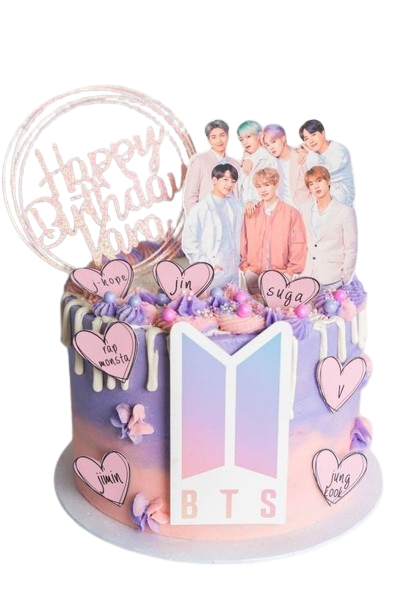 Happy
Birthday
j-hope
jin
suga
rap
monsta
V
jimin
jung
kook
BTS